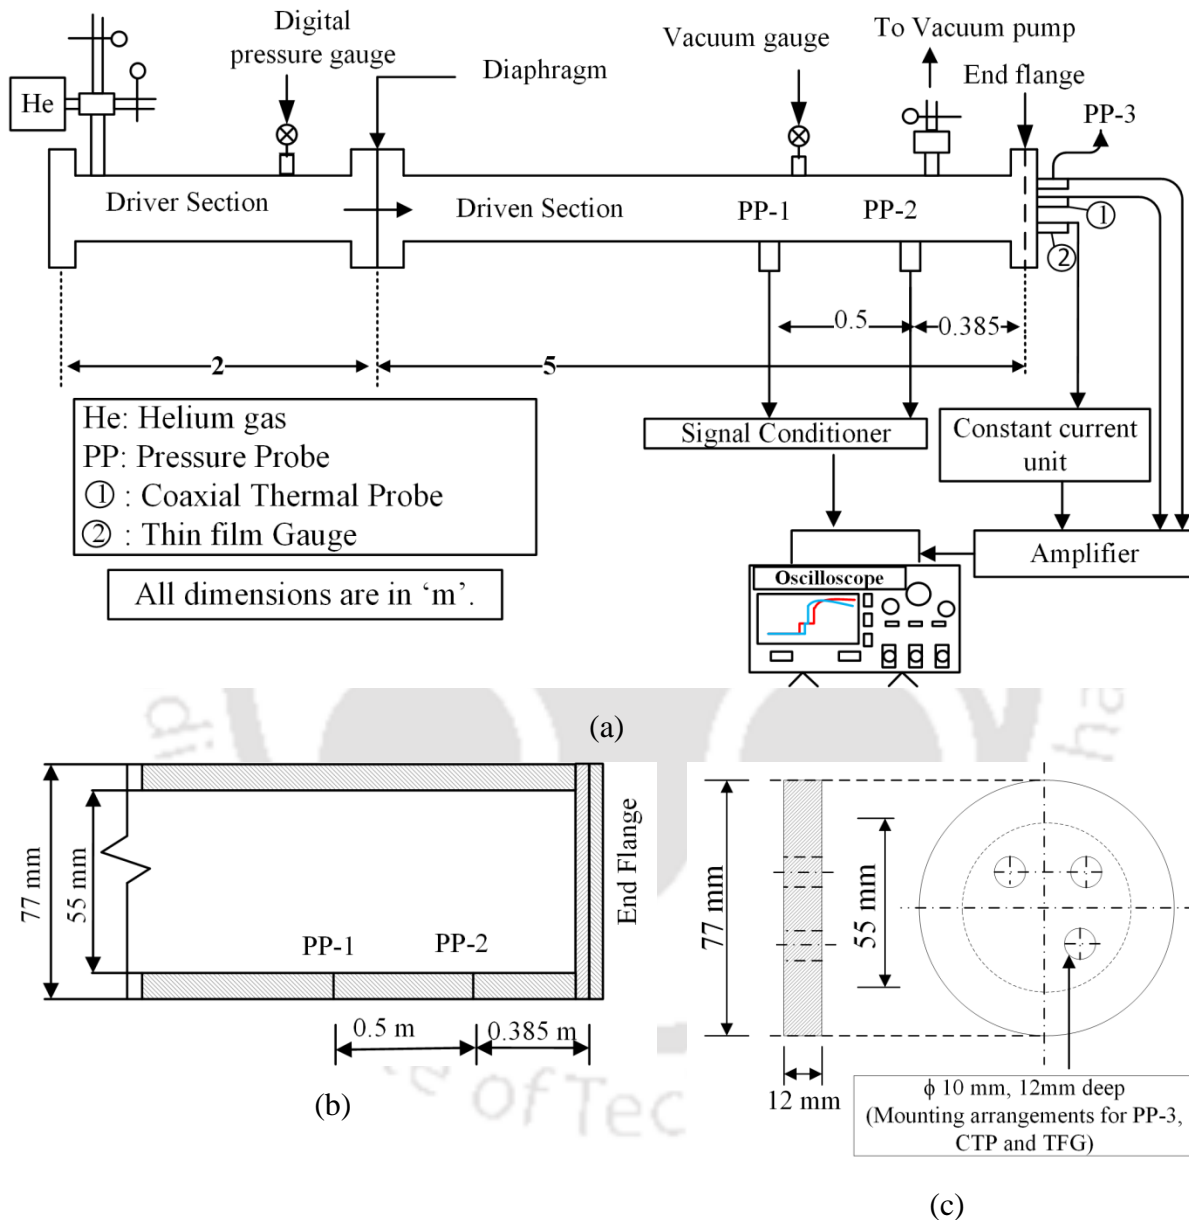 Digital
pressure gauge
Diaphragm
Vacuum gauge
To Vacuum pump
End flange
PP-3
He
Driver Section
Driven Section
PP-1
PP-2
1
2
0.5
0.385
2
5
He: Helium gas
PP: Pressure Probe
① : Coaxial Thermal Probe
② : Thin film Gauge
All dimensions are in ‘m’.
Signal Conditioner
Constant current
unit
Amplifier
Oscilloscope
(a)
77 mm
55 mm
PP-1
PP-2
0.5 m
0.385 m
End Flange
(b)
77 mm
55 mm
12 mm
ϕ 10 mm, 12mm deep
(Mounting arrangements for PP-3,
CTP and TFG)
(c)
of Tec